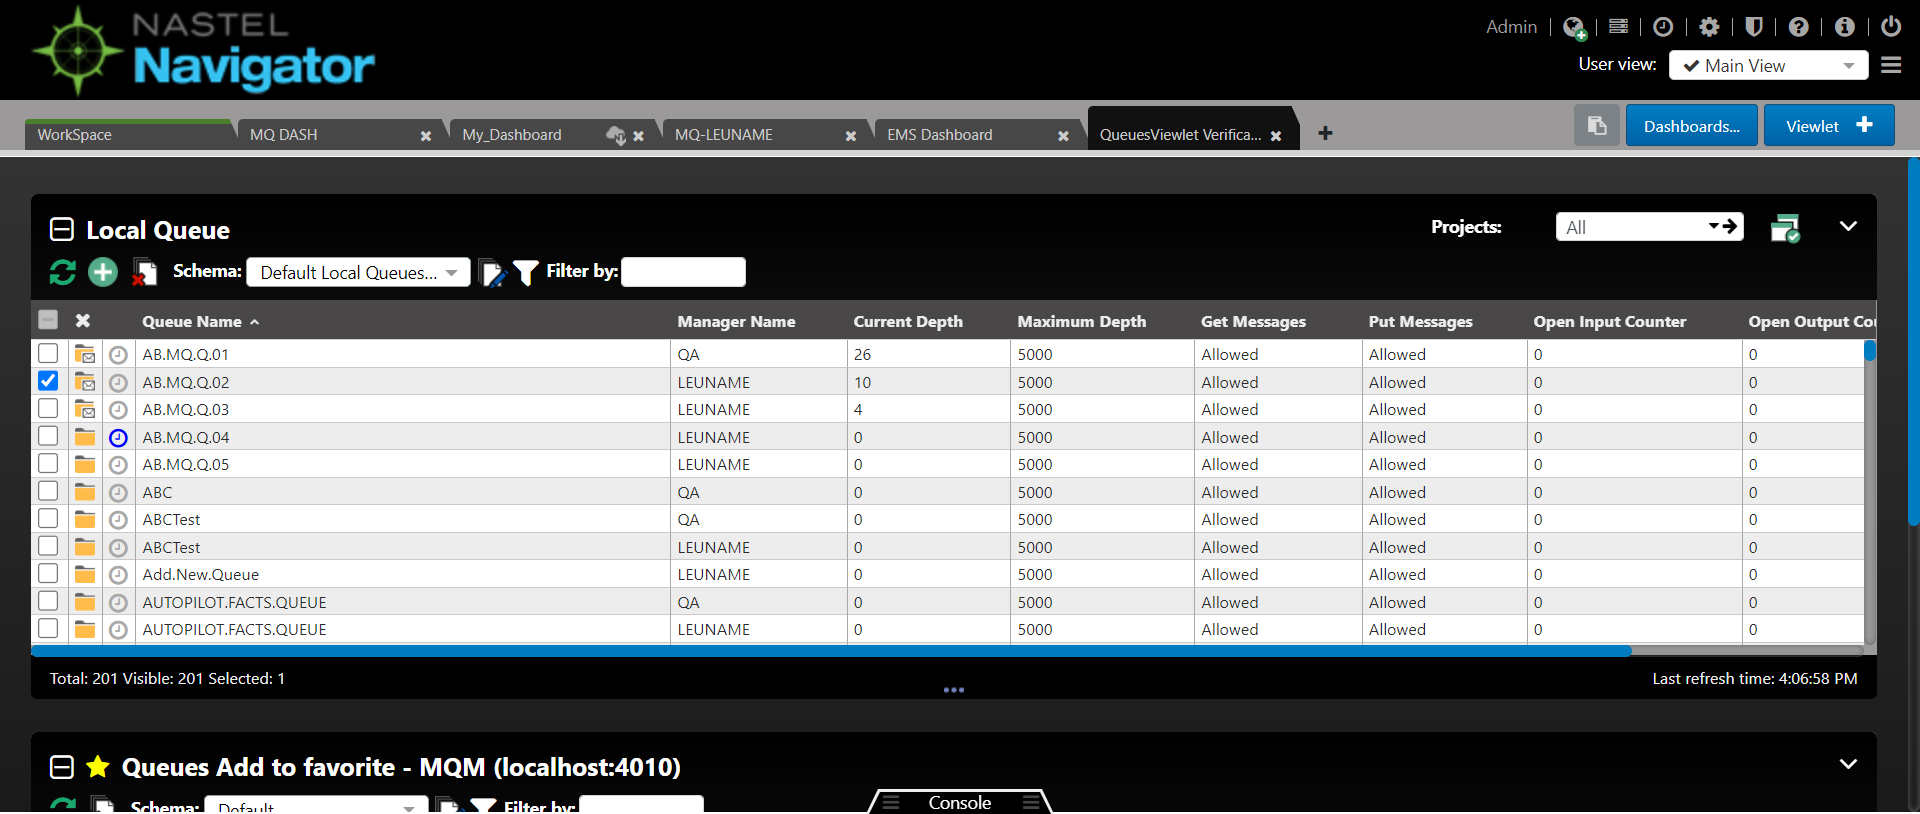 NASTEL
Navigator
Admin
User view: Main View
WorkSpace MQ DASH My_Dashboard MQ-LEUNAME EMS Dashboard QueuesViewlet Verifica... Dashboards... Viewlet
Local Queue Projects: All
Schema: Default Local Queues... Filter by:
Queue Name Manager Name Current Depth Maximum Depth Get Messages Put Messages Open Input Counter Open Output Cou
AB.MQ.Q.01 QA 26 5000 Allowed Allowed 0 0
AB.MQ.Q.02 LEUNAME 10 5000 Allowed Allowed 0 0
AB.MQ.Q.03 LEUNAME 4 5000 Allowed Allowed 0 0
AB.MQ.Q.04 LEUNAME 0 5000 Allowed Allowed 0 0
AB.MQ.Q.05 LEUNAME 0 5000 Allowed Allowed 0 0
ABC QA 0 5000 Allowed Allowed 0 0
ABCTest QA 0 5000 Allowed Allowed 0 0
ABCTest LEUNAME 0 5000 Allowed Allowed 0 0
Add.New.Queue LEUNAME 0 5000 Allowed Allowed 0 0
AUTOPILOT.FACTS.QUEUE QA 0 5000 Allowed Allowed 0 0
AUTOPILOT.FACTS.QUEUE LEUNAME 0 5000 Allowed Allowed 0 0
Total: 201 Visible: 201 Selected: 1 Last refresh time: 4:06:58 PM
Queues Add to favorite - MQM (localhost:4010)
Schema: Default Filter by:
Console